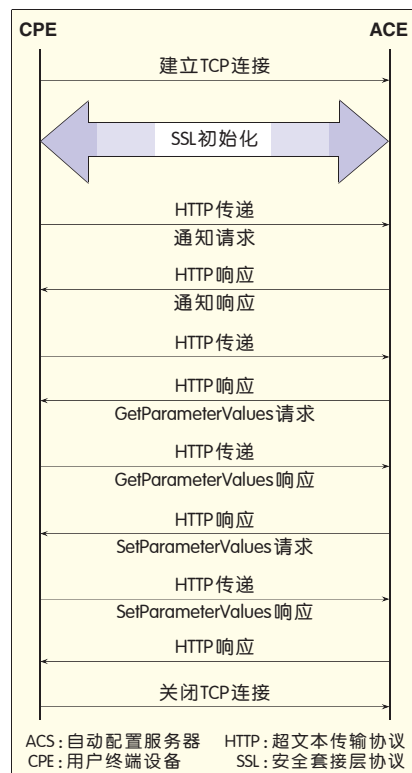 CPE ACE
建立TCP连接
SSL初始化
HTTP传递
通知请求
HTTP响应
通知响应
HTTP传递
HTTP响应
GetParameterValues请求
HTTP传递
GetParameterValues响应
HTTP响应
SetParameterValues请求
HTTP传递
SetParameterValues响应
HTTP响应
关闭TCP连接
ACS:自动配置服务器 HTTP:超文本传输协议
CPE:用户终端设备 SSL:安全套接层协议